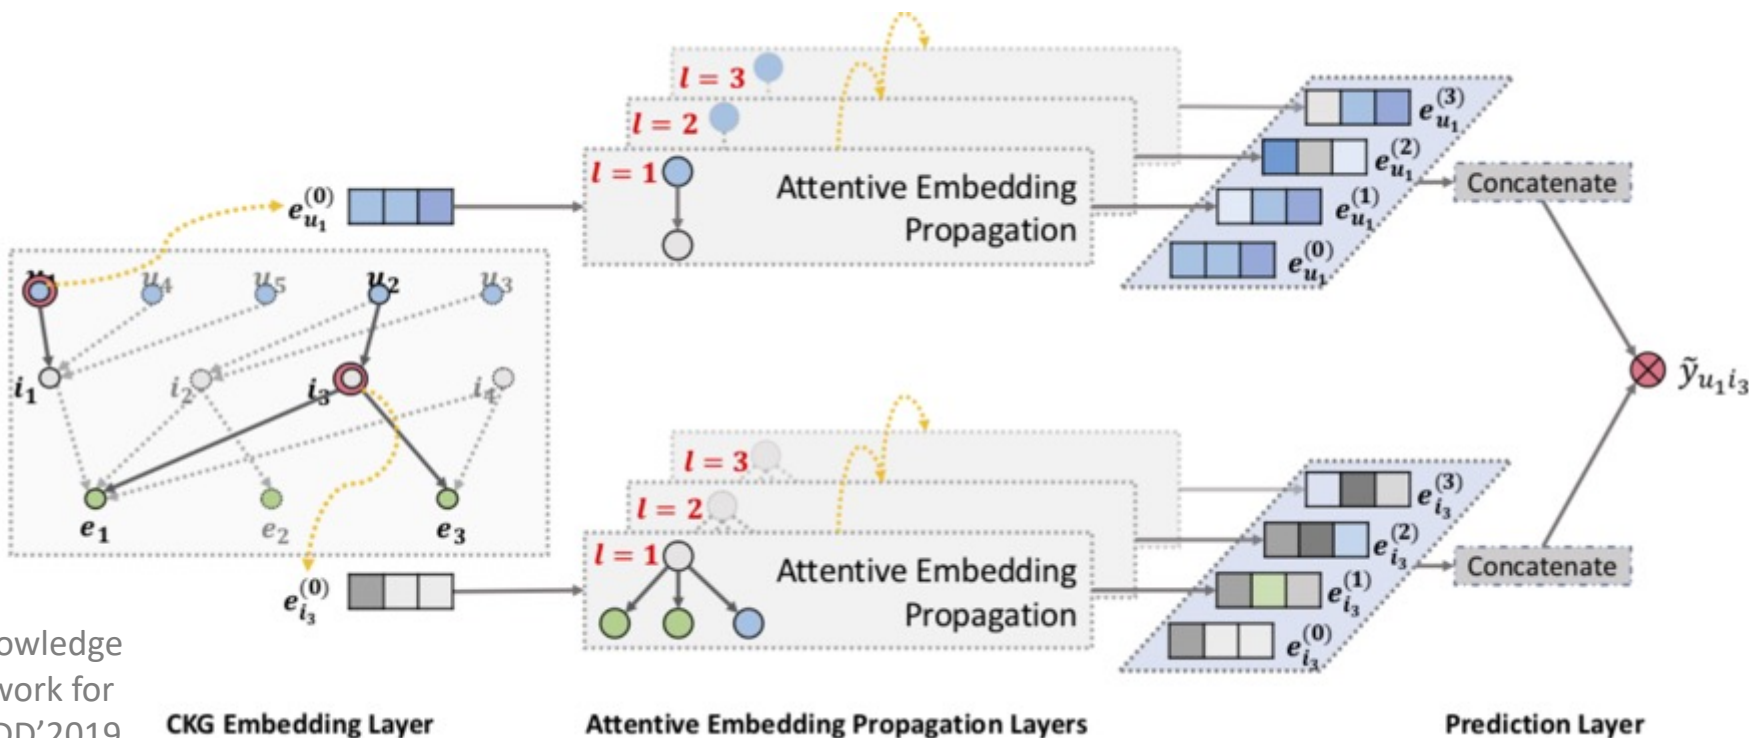 l = 3
l = 2
l = 1
Attentive Embedding
Propagation
e_{u_1}^{(0)}
e_{u_1}^{(3)}
e_{u_1}^{(2)}
e_{u_1}^{(1)}
e_{u_1}^{(0)}
Concatenate
u_4 u_5 u_2 u_3
i_1 i_2 i_3 i_4
e_1 e_2 e_3
ỹ_{u_1 i_3}
l = 3
l = 2
l = 1
Attentive Embedding
Propagation
e_{i_3}^{(0)}
e_{i_3}^{(3)}
e_{i_3}^{(2)}
e_{i_3}^{(1)}
e_{i_3}^{(0)}
Concatenate
owledge
work for
DD'2019
CKG Embedding Layer
Attentive Embedding Propagation Layers
Prediction Layer